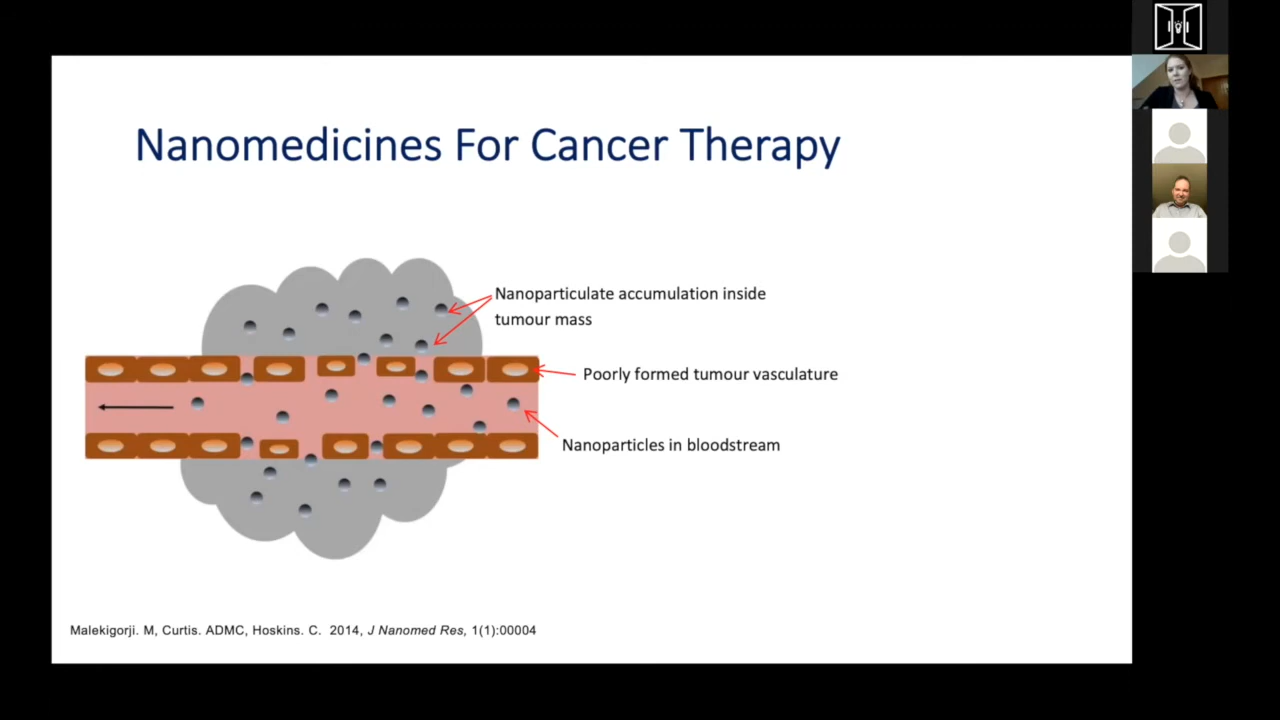 Nanomedicines For Cancer Therapy
Nanoparticulate accumulation inside
tumour mass
Poorly formed tumour vasculature
Nanoparticles in bloodstream
Malekigorji. M, Curtis. ADMC, Hoskins. C.  2014, J Nanomed Res, 1(1):00004